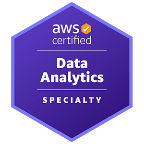 aws
certified
Data
Analytics
SPECIALTY